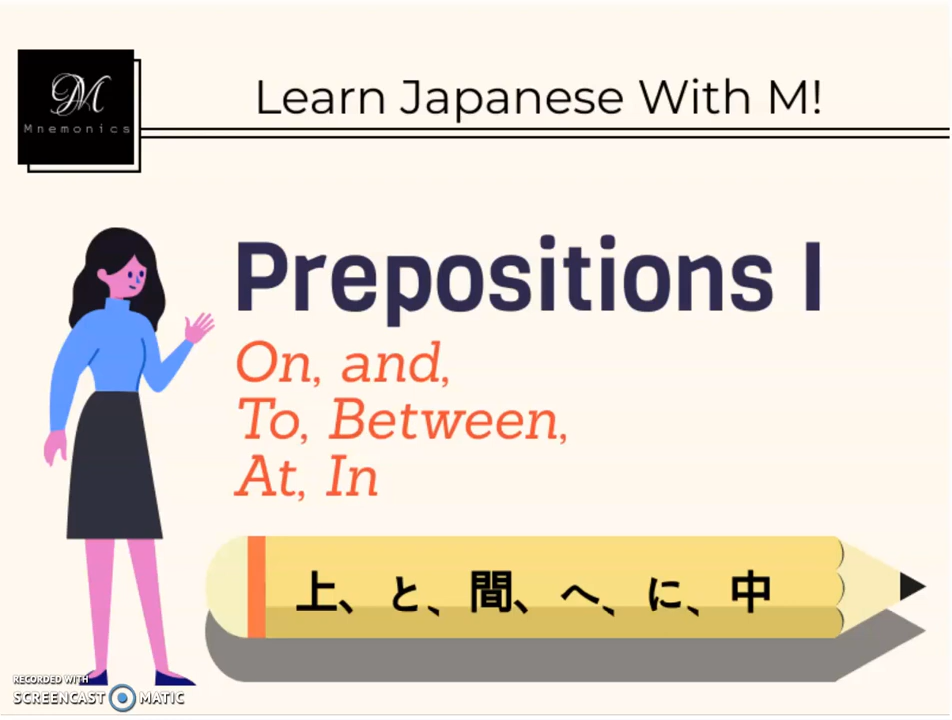 M
Mnemonics
Learn Japanese With M!
Prepositions I
On, and,
To, Between,
At, In
上、と、間、へ、に、中
RECORDED WITH
SCREENCAST MATIC